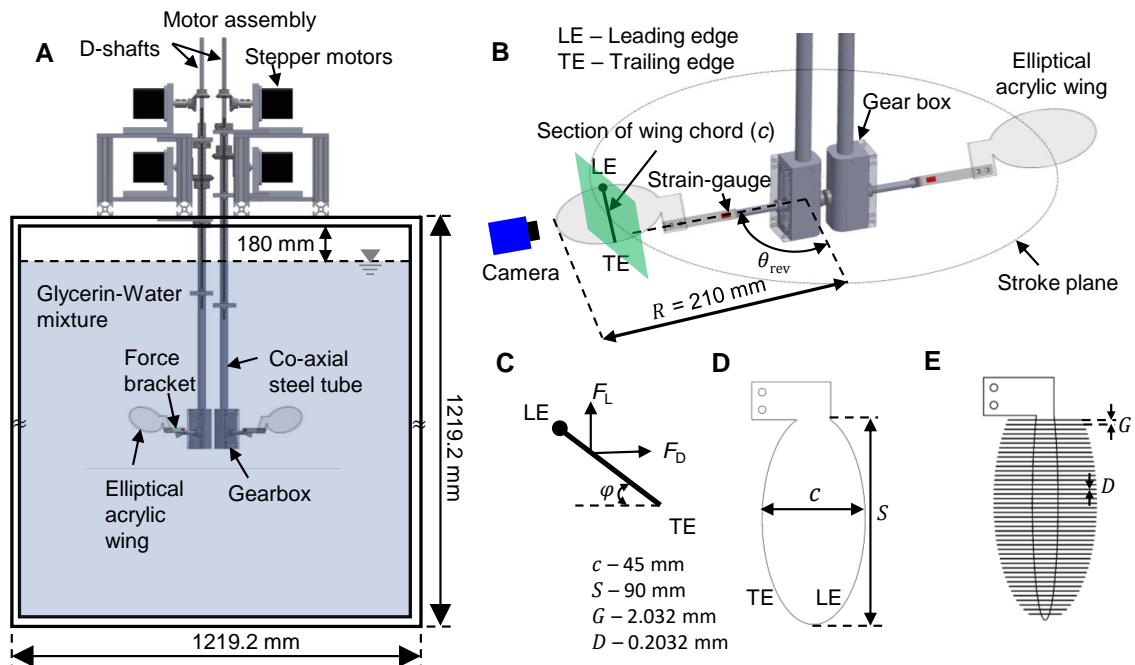 A
Motor assembly
D-shafts
Stepper motors
180 mm
Glycerin-Water
mixture
Force
bracket
Co-axial
steel tube
Elliptical
acrylic
wing
Gearbox
1219.2 mm
1219.2 mm
B
LE – Leading edge
TE – Trailing edge
Elliptical
acrylic wing
Gear box
Section of wing chord (c)
LE
Strain-gauge
TE
Camera
θrev
R = 210 mm
Stroke plane
C
LE
FL
FD
φ
TE
c – 45 mm
S – 90 mm
G – 2.032 mm
D – 0.2032 mm
D
c
S
TE
LE
E
G
D